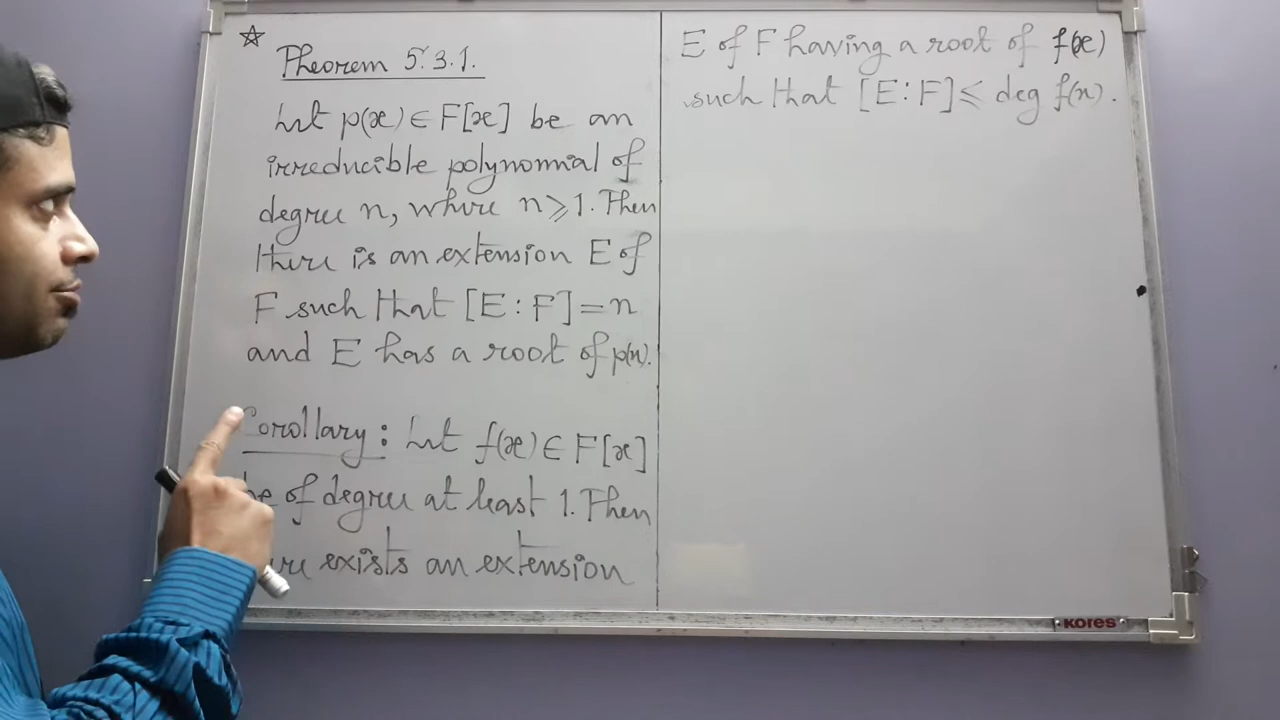 ☆ Theorem 5.3.1.
Let p(x) ∈ F[x] be an
irreducible polynomial of
degree n, where n ⩾ 1. Then
there is an extension E of
F such that [E : F] = n
and E has a root of p(x).
Corollary : Let f(x) ∈ F[x]
be of degree at least 1. Then
exists an extension
E of F having a root of f(x)
such that [E : F] ⩽ deg f(x).
KORES